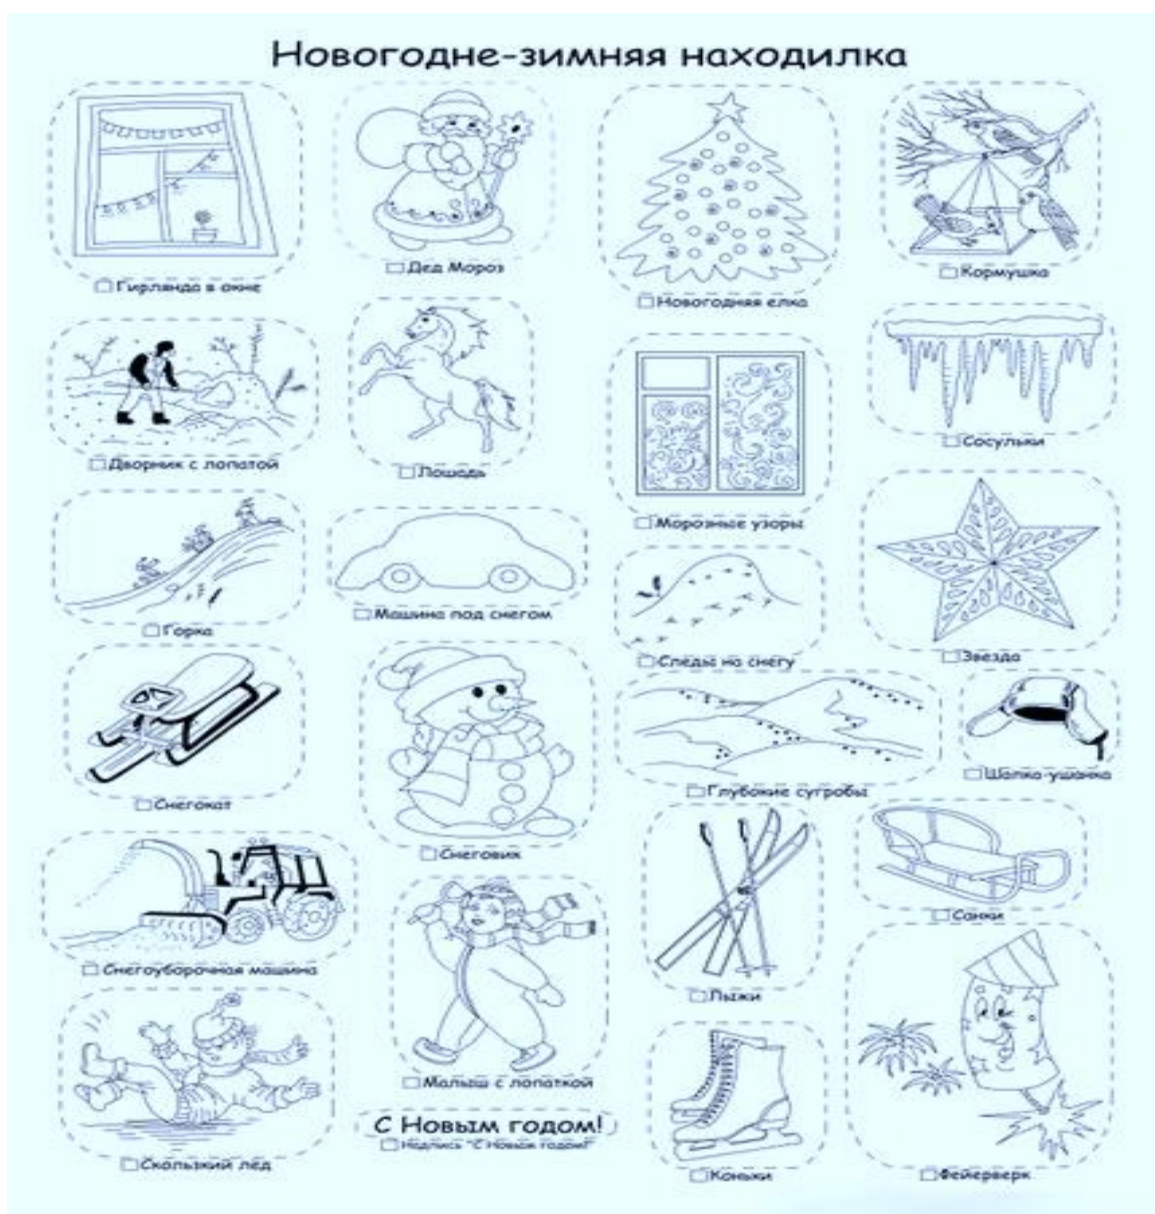 Новогодне-зимняя находилка
Гирлянда в окне
Дед Мороз
Новогодняя елка
Кормушка
Дворник с лопатой
Лошадь
Морозные узоры
Сосульки
Горка
Машина под снегом
Следы на снегу
Звезда
Снегокат
Снеговик
Глубокие сугробы
Шапка-ушанка
Снегоуборочная машина
Малыш с лопаткой
Лыжи
Санки
Скользкий лёд
С Новым годом!
Надпись "С Новым годом!"
Коньки
Фейерверк